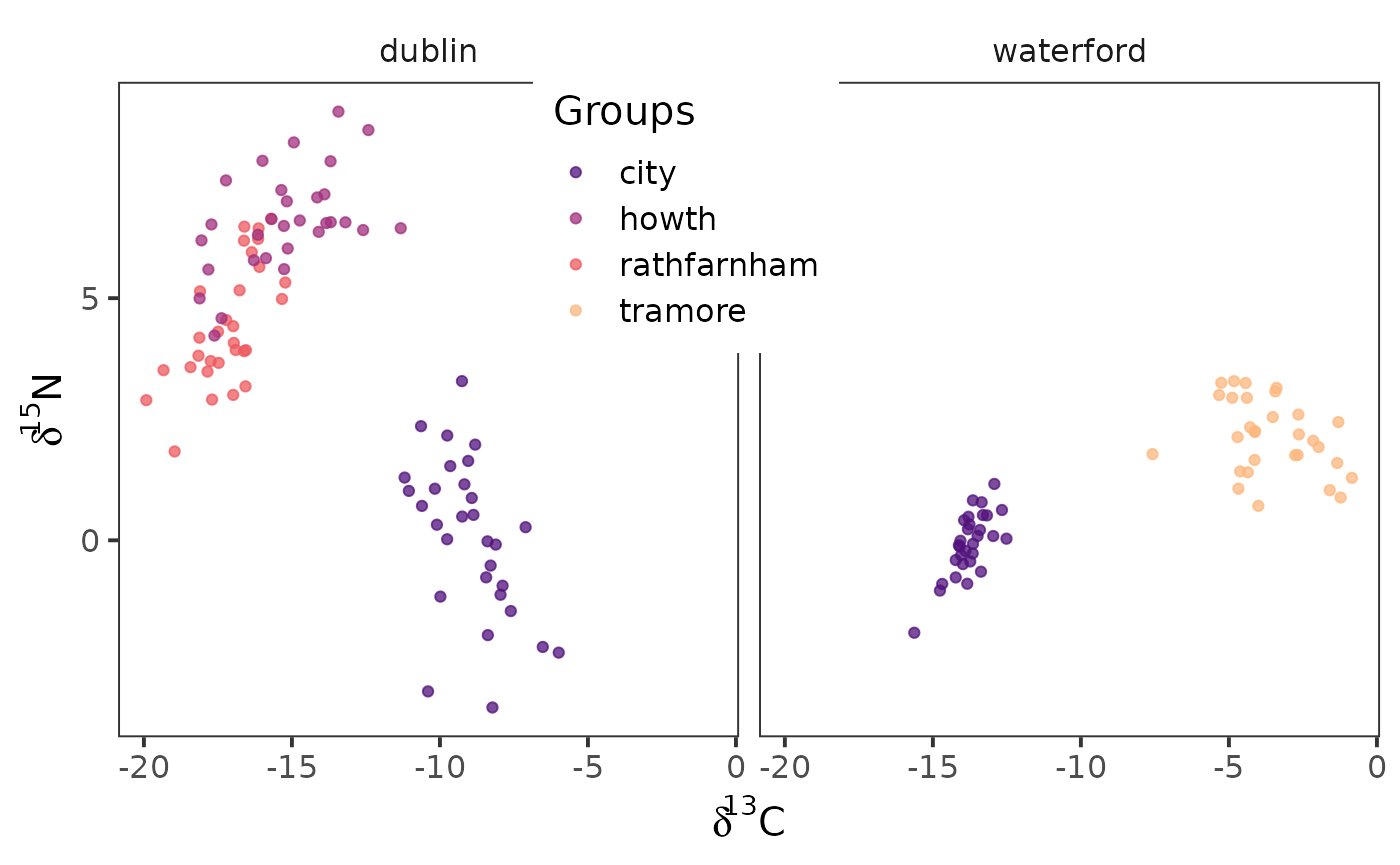 dublin
waterford
Groups
city
howth
rathfarnham
tramore
5
0
δ¹⁵N
-20 -15 -10 -5 0
-20 -15 -10 -5 0
δ¹³C